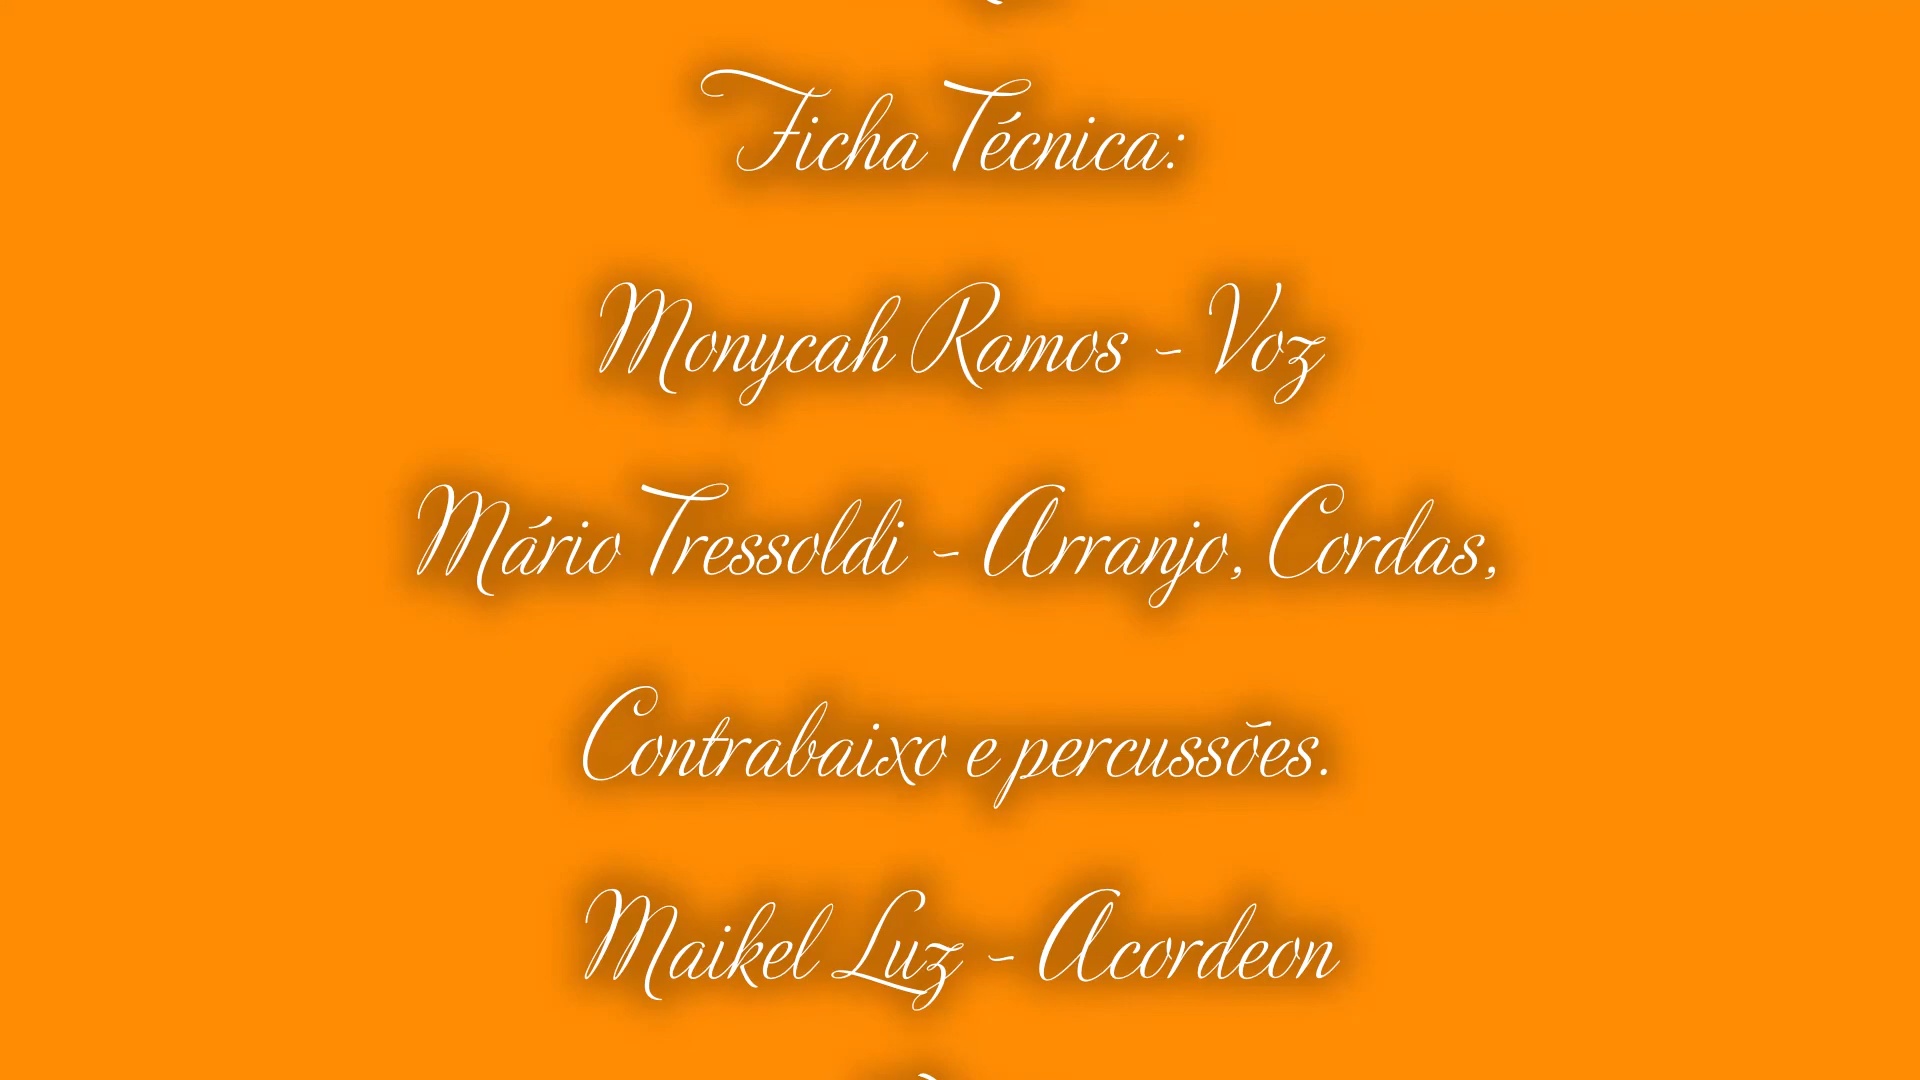 Ficha Técnica:
Monycah Ramos - Voz
Mário Tressoldi - Arranjo, Cordas,
Contrabaixo e percussões.
Maikel Luz - Acordeon